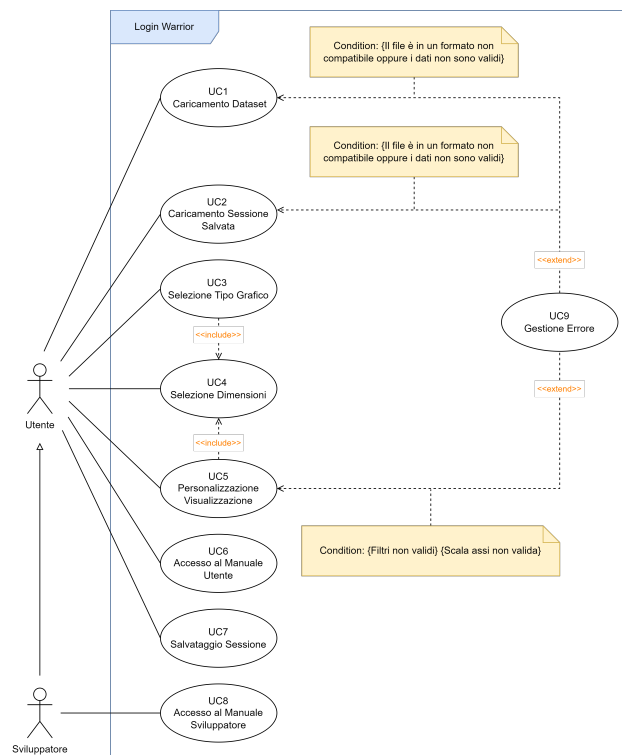 Login Warrior
Condition: {Il file è in un formato non
compatibile oppure i dati non sono validi}
UC1
Caricamento Dataset
Condition: {Il file è in un formato non
compatibile oppure i dati non sono validi}
UC2
Caricamento Sessione
Salvata
<<extend>>
UC3
Selezione Tipo Grafico
UC9
Gestione Errore
<<include>>
UC4
Selezione Dimensioni
<<extend>>
Utente
<<include>>
UC5
Personalizzazione
Visualizzazione
Condition: {Filtri non validi} {Scala assi non valida}
UC6
Accesso al Manuale
Utente
UC7
Salvataggio Sessione
UC8
Accesso al Manuale
Sviluppatore
Sviluppatore